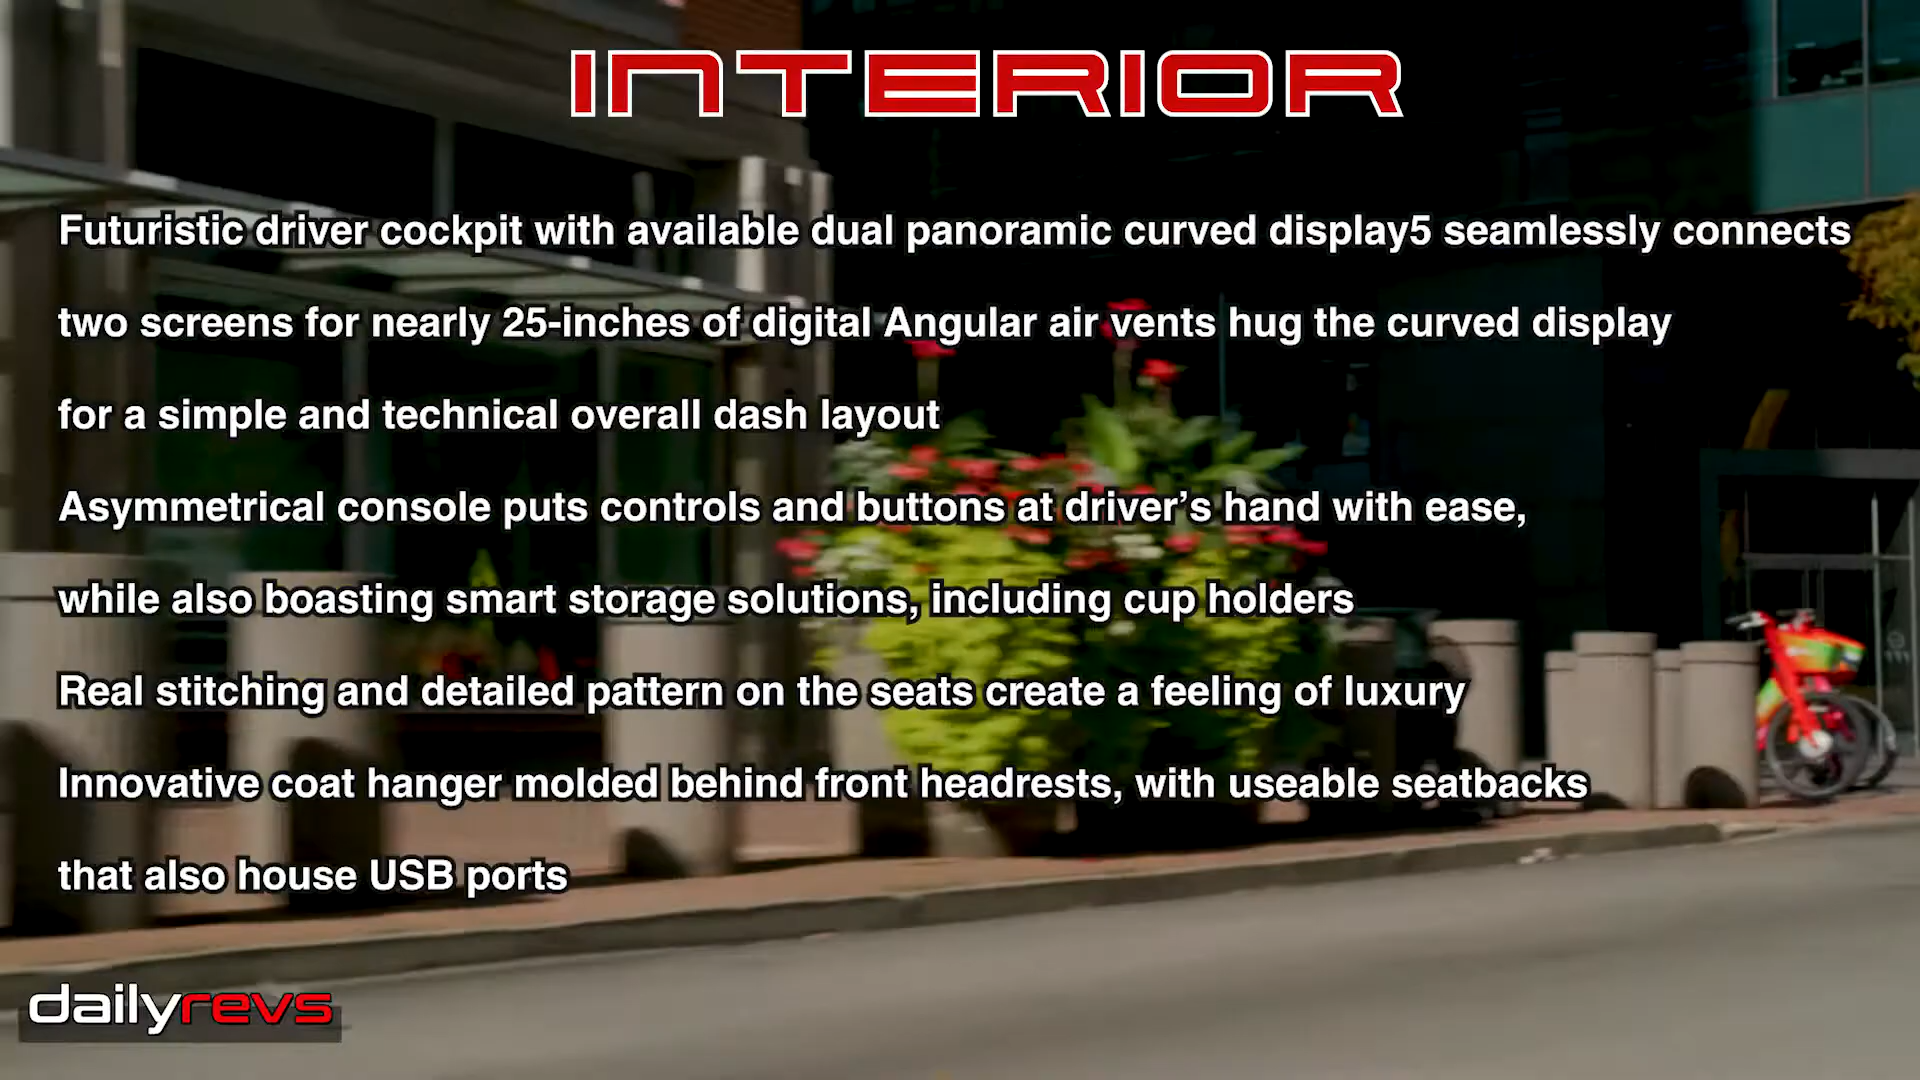 INTERIOR
Futuristic driver cockpit with available dual panoramic curved display5 seamlessly connects
two screens for nearly 25-inches of digital Angular air vents hug the curved display
for a simple and technical overall dash layout
Asymmetrical console puts controls and buttons at driver’s hand with ease,
while also boasting smart storage solutions, including cup holders
Real stitching and detailed pattern on the seats create a feeling of luxury
Innovative coat hanger molded behind front headrests, with useable seatbacks
that also house USB ports
dailyrevs